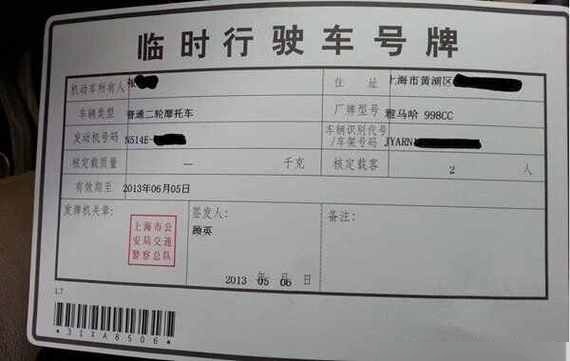 临时行驶车号牌
机动车所有人 住 址 上海市黄浦区
车辆类型 普通二轮摩托车 厂牌型号 雅马哈 998CC
发动机号码 N514E- 车辆识别代号/车架号码 JYARN
核定载质量 — 千克 核定载客 2 人
有效期至 2013年06月05日
发牌机关章: 签发人: 备注:
上海市公
安局交通
警察总队
顾英
2013 年 05 月 06 日
L7
*31XA8506*